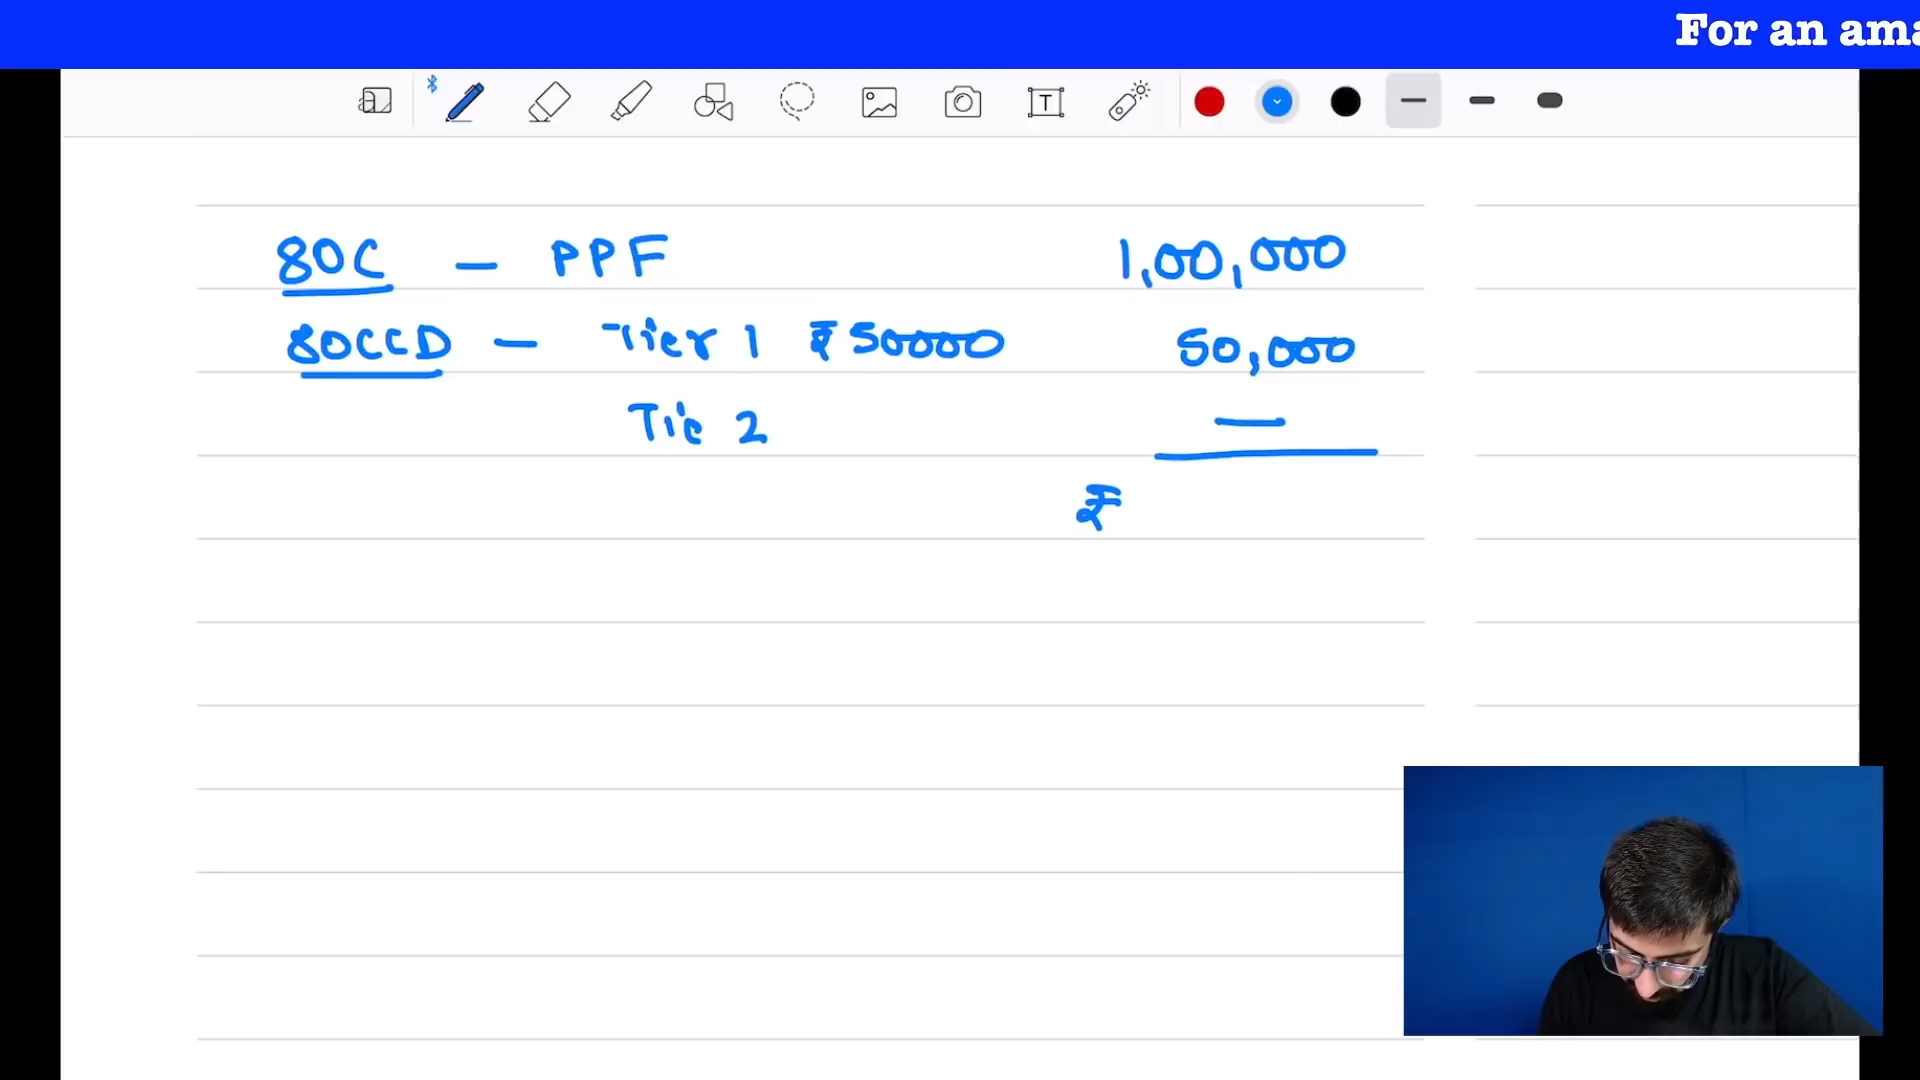 For an ama
T
80C — PPF 1,00,000
80CCD — Tier 1 ₹50000 50,000
Tie 2 —
₹